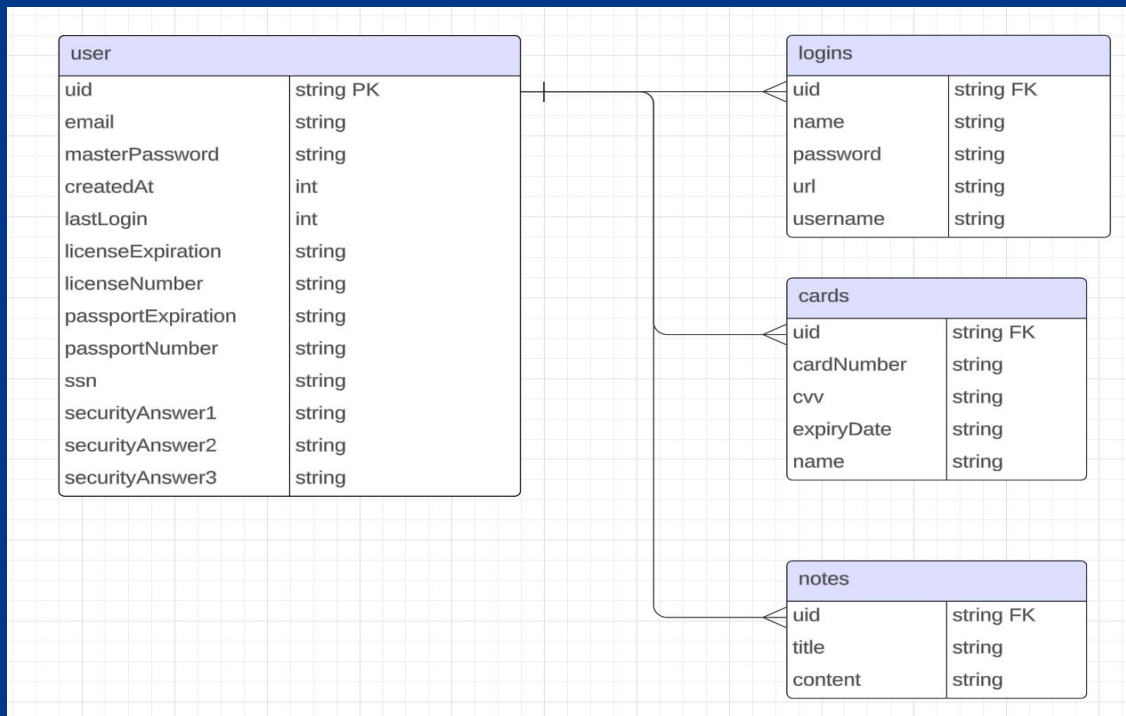 user
uid string PK
email string
masterPassword string
createdAt int
lastLogin int
licenseExpiration string
licenseNumber string
passportExpiration string
passportNumber string
ssn string
securityAnswer1 string
securityAnswer2 string
securityAnswer3 string
logins
uid string FK
name string
password string
url string
username string
cards
uid string FK
cardNumber string
cvv string
expiryDate string
name string
notes
uid string FK
title string
content string